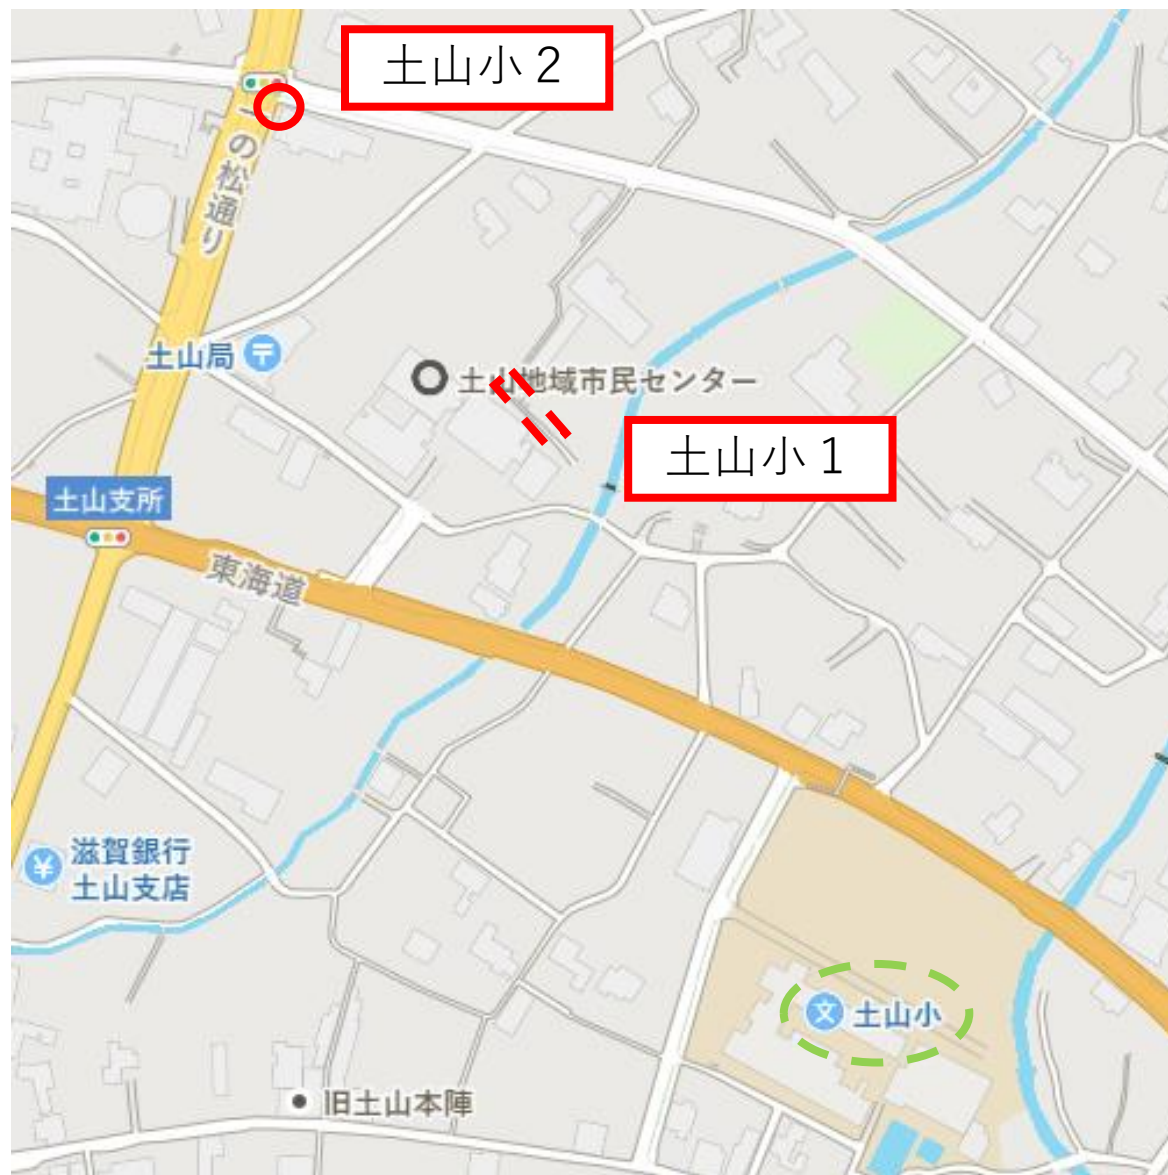 土山小２
一の松通り
土山局
土山地域市民センター
土山小１
土山支所
東海道
滋賀銀行
土山支店
文
土山小
旧土山本陣